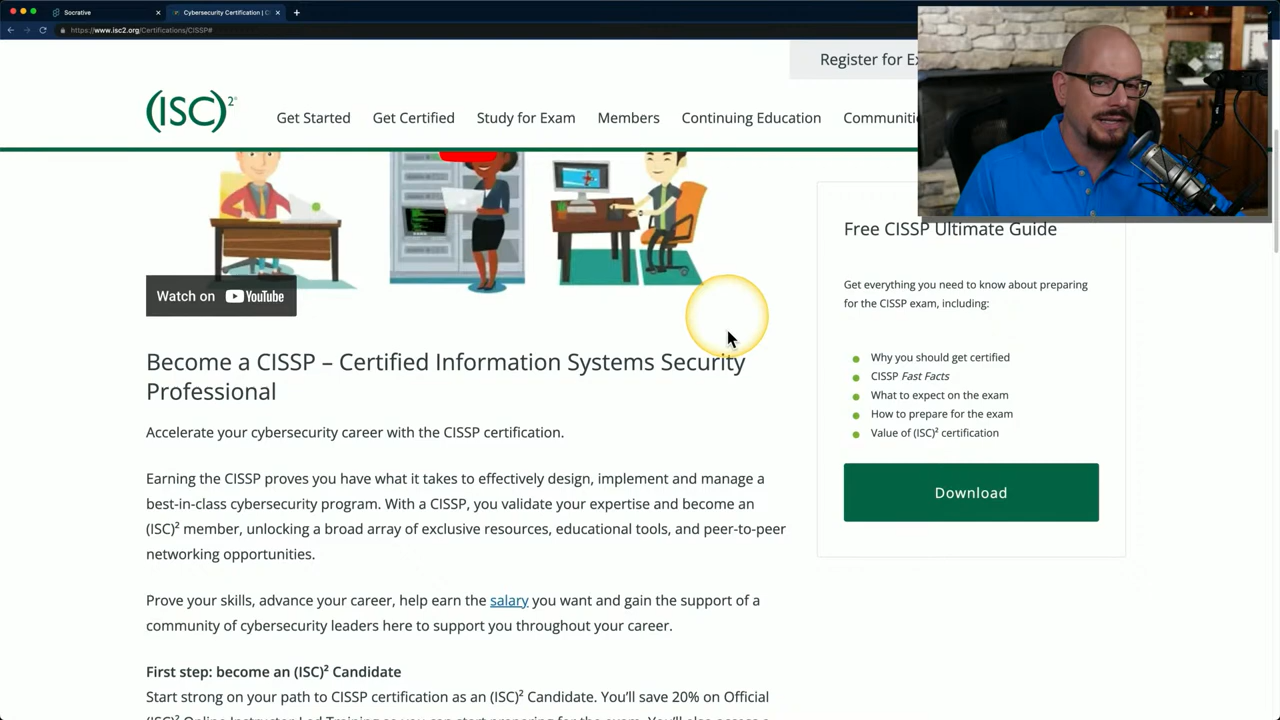 Socrative
Cybersecurity Certification | C
https://www.isc2.org/Certifications/CISSP#
Register for Ex
(ISC)²
Get Started
Get Certified
Study for Exam
Members
Continuing Education
Communitie
Watch on YouTube
Become a CISSP – Certified Information Systems Security
Professional
Accelerate your cybersecurity career with the CISSP certification.
Earning the CISSP proves you have what it takes to effectively design, implement and manage a
best-in-class cybersecurity program. With a CISSP, you validate your expertise and become an
(ISC)² member, unlocking a broad array of exclusive resources, educational tools, and peer-to-peer
networking opportunities.
Prove your skills, advance your career, help earn the salary you want and gain the support of a
community of cybersecurity leaders here to support you throughout your career.
First step: become an (ISC)² Candidate
Start strong on your path to CISSP certification as an (ISC)² Candidate. You’ll save 20% on Official
Free CISSP Ultimate Guide
Get everything you need to know about preparing
for the CISSP exam, including:
Why you should get certified
CISSP Fast Facts
What to expect on the exam
How to prepare for the exam
Value of (ISC)² certification
Download